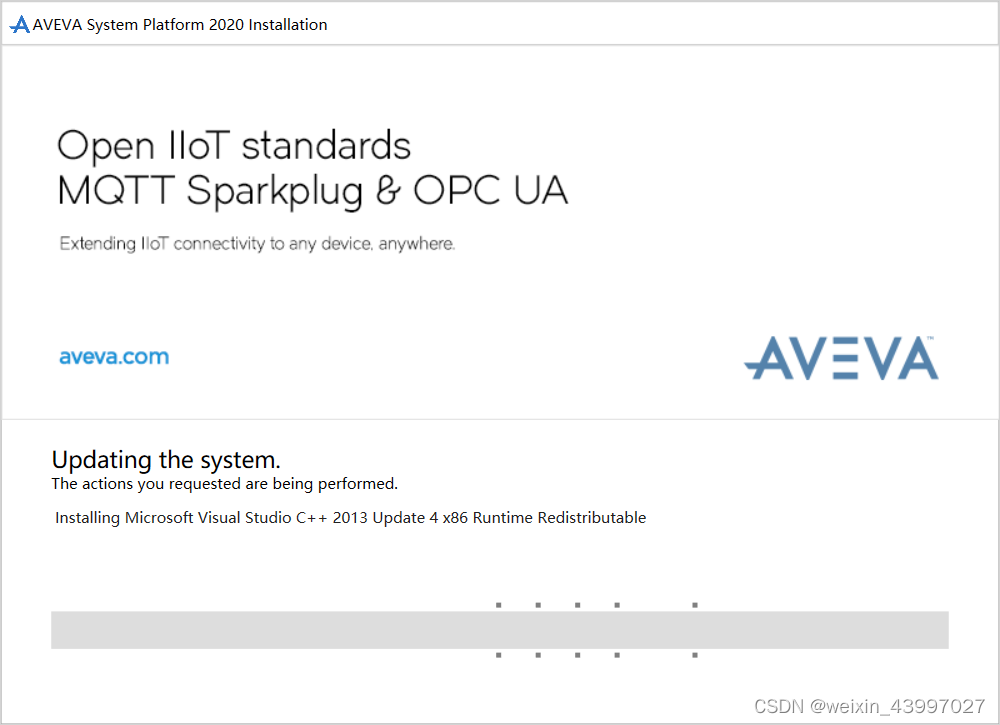 AVEVA System Platform 2020 Installation
Open IIoT standards
MQTT Sparkplug & OPC UA
Extending IIoT connectivity to any device, anywhere.
aveva.com
AVEVA™
Updating the system.
The actions you requested are being performed.
Installing Microsoft Visual Studio C++ 2013 Update 4 x86 Runtime Redistributable
CSDN @weixin_43997027